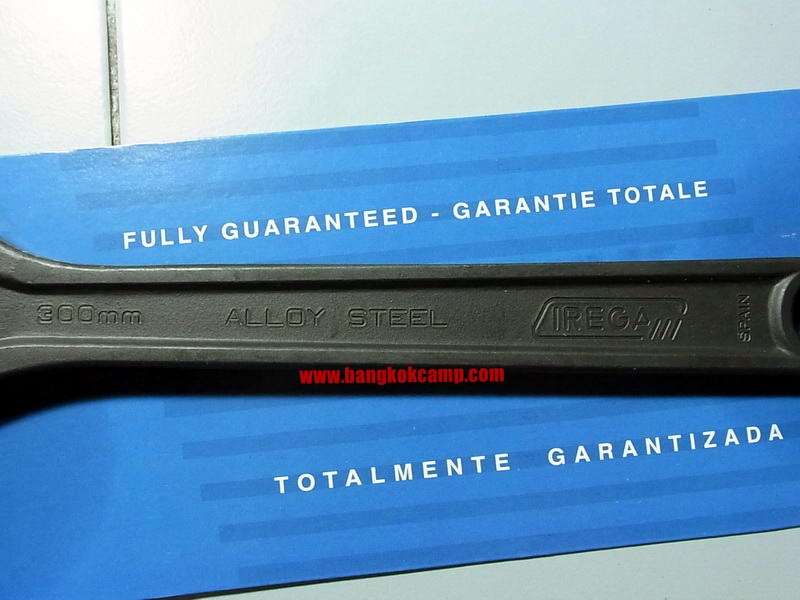 FULLY GUARANTEED - GARANTIE TOTALE
300mm ALLOY STEEL IREGA SPAIN
www.bangkokcamp.com
TOTALMENTE GARANTIZADA